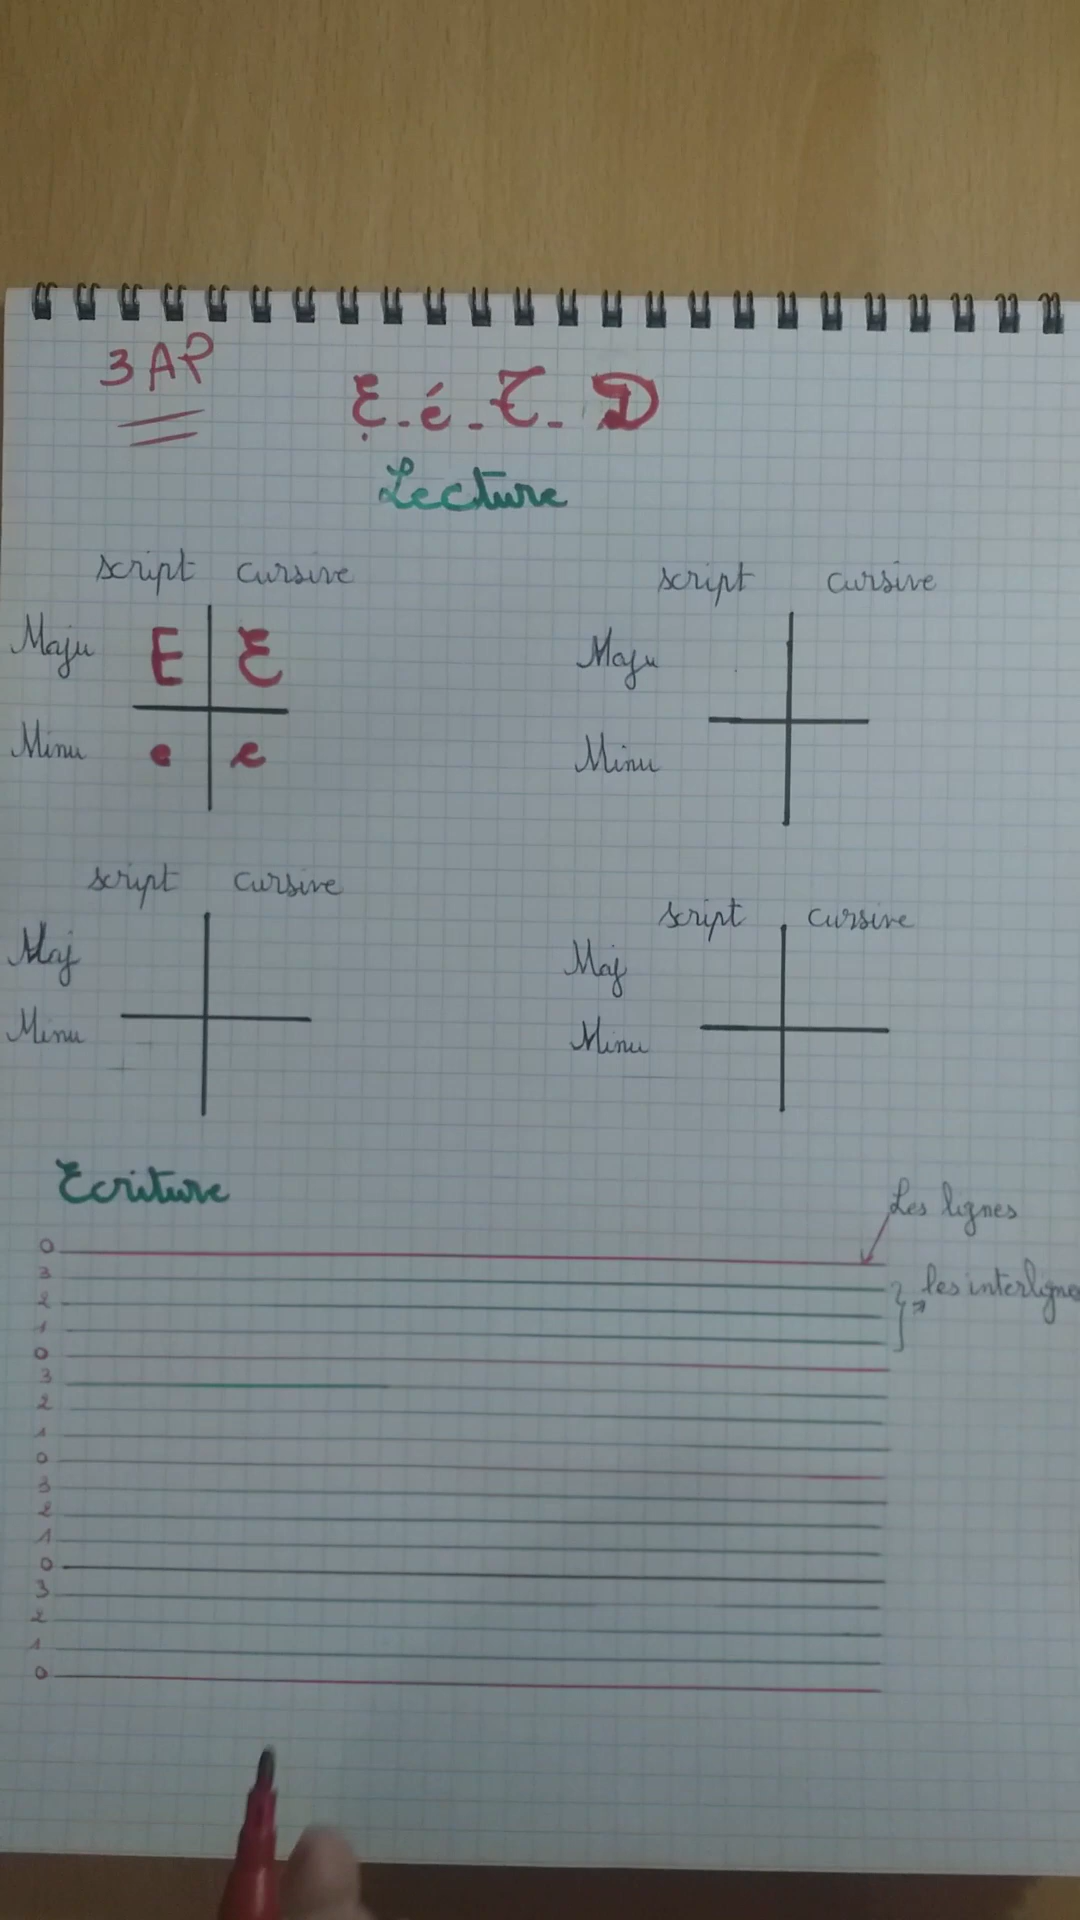 3 AP
E - é - T - D
Lecture
script cursive
Maju E E
Minu e e
script cursive
Maju
Minu
script cursive
Maj
Minu
script cursive
Maj
Minu
Ecriture
Les lignes
les interligne
0
3
2
1
0
3
2
1
0
3
2
1
0
3
2
1
0